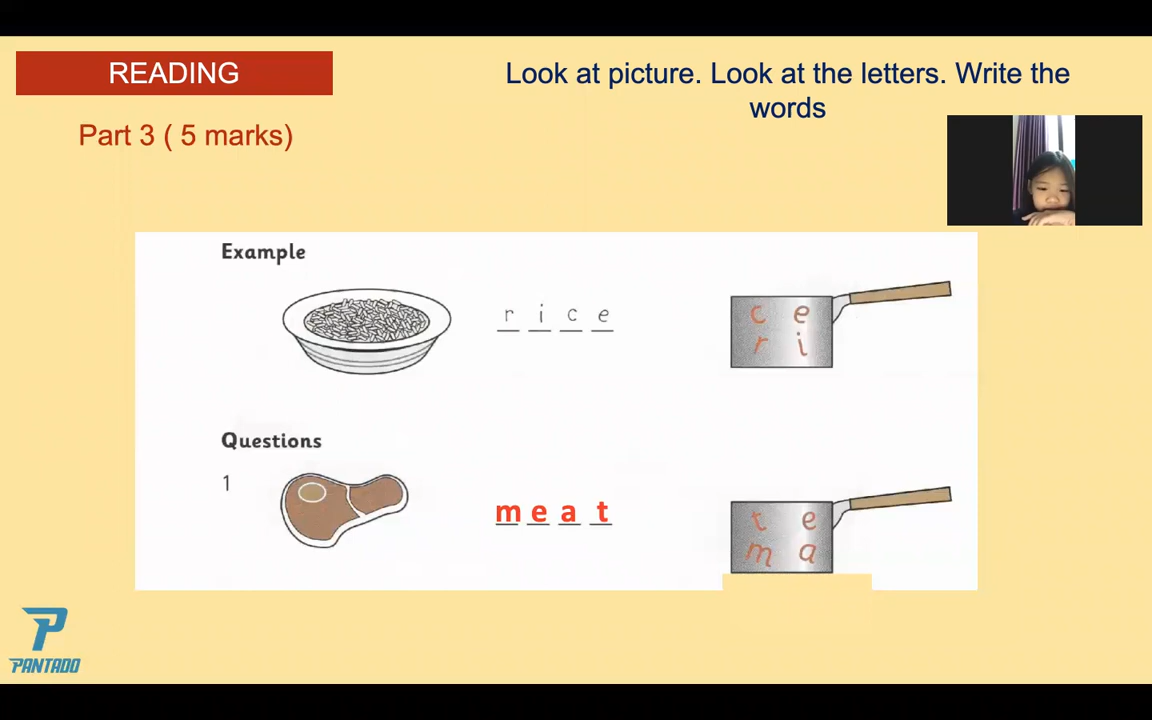 READING
Look at picture. Look at the letters. Write the
words
Part 3 ( 5 marks)
Example
r i c e
c e
r i
Questions
1
m e a t
t e
m a
PANTADO